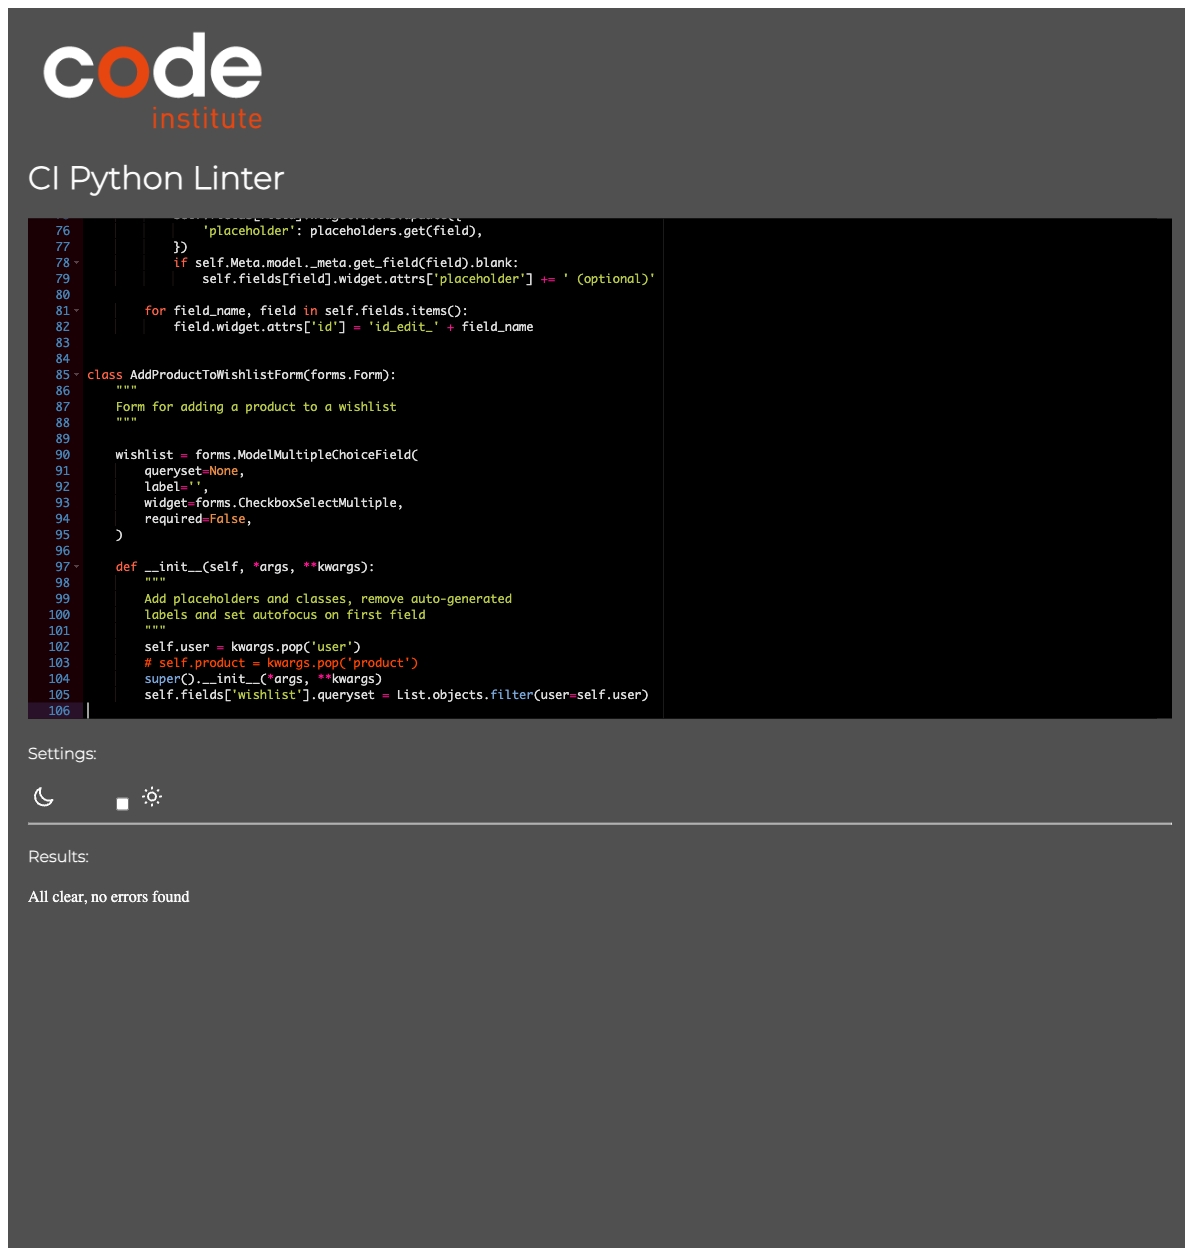 code
institute
CI Python Linter
76 'placeholder': placeholders.get(field),
77 })
78 if self.Meta.model._meta.get_field(field).blank:
79 self.fields[field].widget.attrs['placeholder'] += ' (optional)'
80
81 for field_name, field in self.fields.items():
82 field.widget.attrs['id'] = 'id_edit_' + field_name
83
84
85 class AddProductToWishlistForm(forms.Form):
86 """
87 Form for adding a product to a wishlist
88 """
89
90 wishlist = forms.ModelMultipleChoiceField(
91 queryset=None,
92 label='',
93 widget=forms.CheckboxSelectMultiple,
94 required=False,
95 )
96
97 def __init__(self, *args, **kwargs):
98 """
99 Add placeholders and classes, remove auto-generated
100 labels and set autofocus on first field
101 """
102 self.user = kwargs.pop('user')
103 # self.product = kwargs.pop('product')
104 super().__init__(*args, **kwargs)
105 self.fields['wishlist'].queryset = List.objects.filter(user=self.user)
106
Settings:
Results:
All clear, no errors found